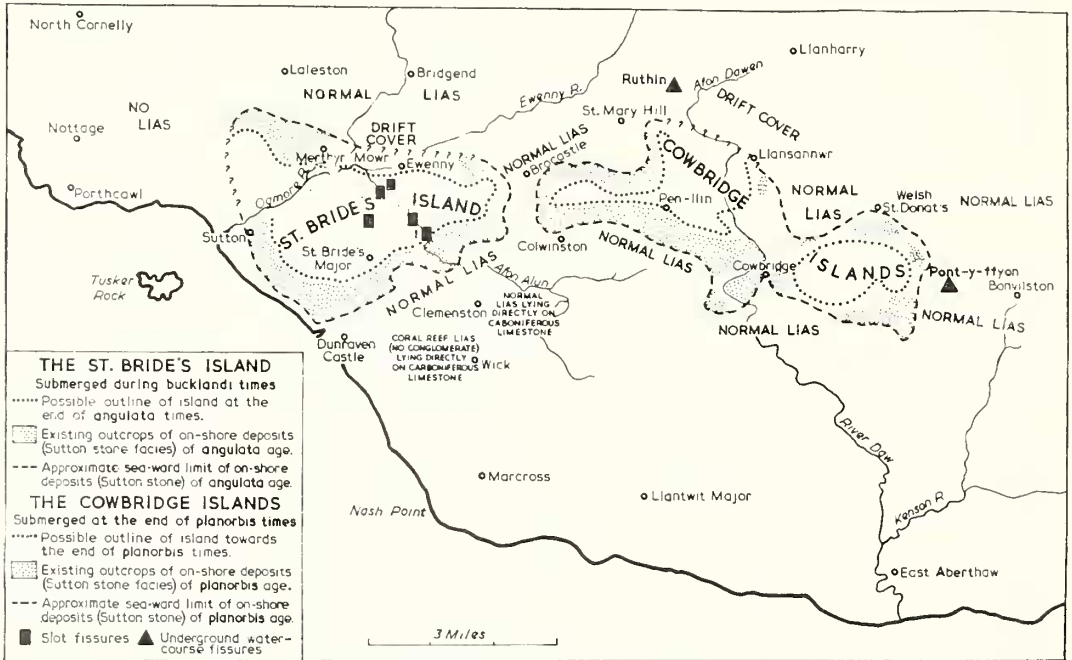 North Cornelly
Laleston
Bridgend
Llanharry
NORMAL LIAS
Ewenny R.
Ruthin
Afon Dawen
NO
LIAS
Nottage
DRIFT
COVER
St. Mary Hill
DRIFT COVER
NORMAL LIAS
Brocastle
Merthyr Mawr
Ewenny
COWBRIDGE
Llansannwr
Porthcawl
Ogmore R.
ST. BRIDE'S ISLAND
Pen-llin
NORMAL
LIAS
Welsh
St. Donat's
NORMAL LIAS
Sutton
St. Bride's
Major
Colwinston
NORMAL LIAS
Afon Alun
NORMAL LIAS
Cowbridge
ISLANDS
Pont-y-ffyon
Bonvilston
Tusker
Rock
Clemenston
NORMAL
LIAS LYING
DIRECTLY ON
CABONIFEROUS
LIMESTONE
NORMAL LIAS
NORMAL LIAS
Dunraven
Castle
CORAL REEF LIAS
(NO CONGLOMERATE)
LYING DIRECTLY
ON CARBONIFEROUS
LIMESTONE
Wick
River Daw
Marcross
Llantwit Major
Nash Point
Kenson R.
East Aberthaw
THE ST. BRIDE'S ISLAND
Submerged during bucklandi times
Possible outline of island at the
end of angulata times.
Existing outcrops of on-shore deposits
(Sutton stone facies) of angulata age.
Approximate sea-ward limit of on-shore
deposits (Sutton stone) of angulata age.
THE COWBRIDGE ISLANDS
Submerged at the end of planorbis times
Possible outline of island towards
the end of planorbis times.
Existing outcrops of on-shore deposits
(Sutton stone facies) of planorbis age.
Approximate sea-ward limit of on-shore
deposits (Sutton stone) of planorbis age.
Slot fissures Underground water-
course fissures
3 Miles